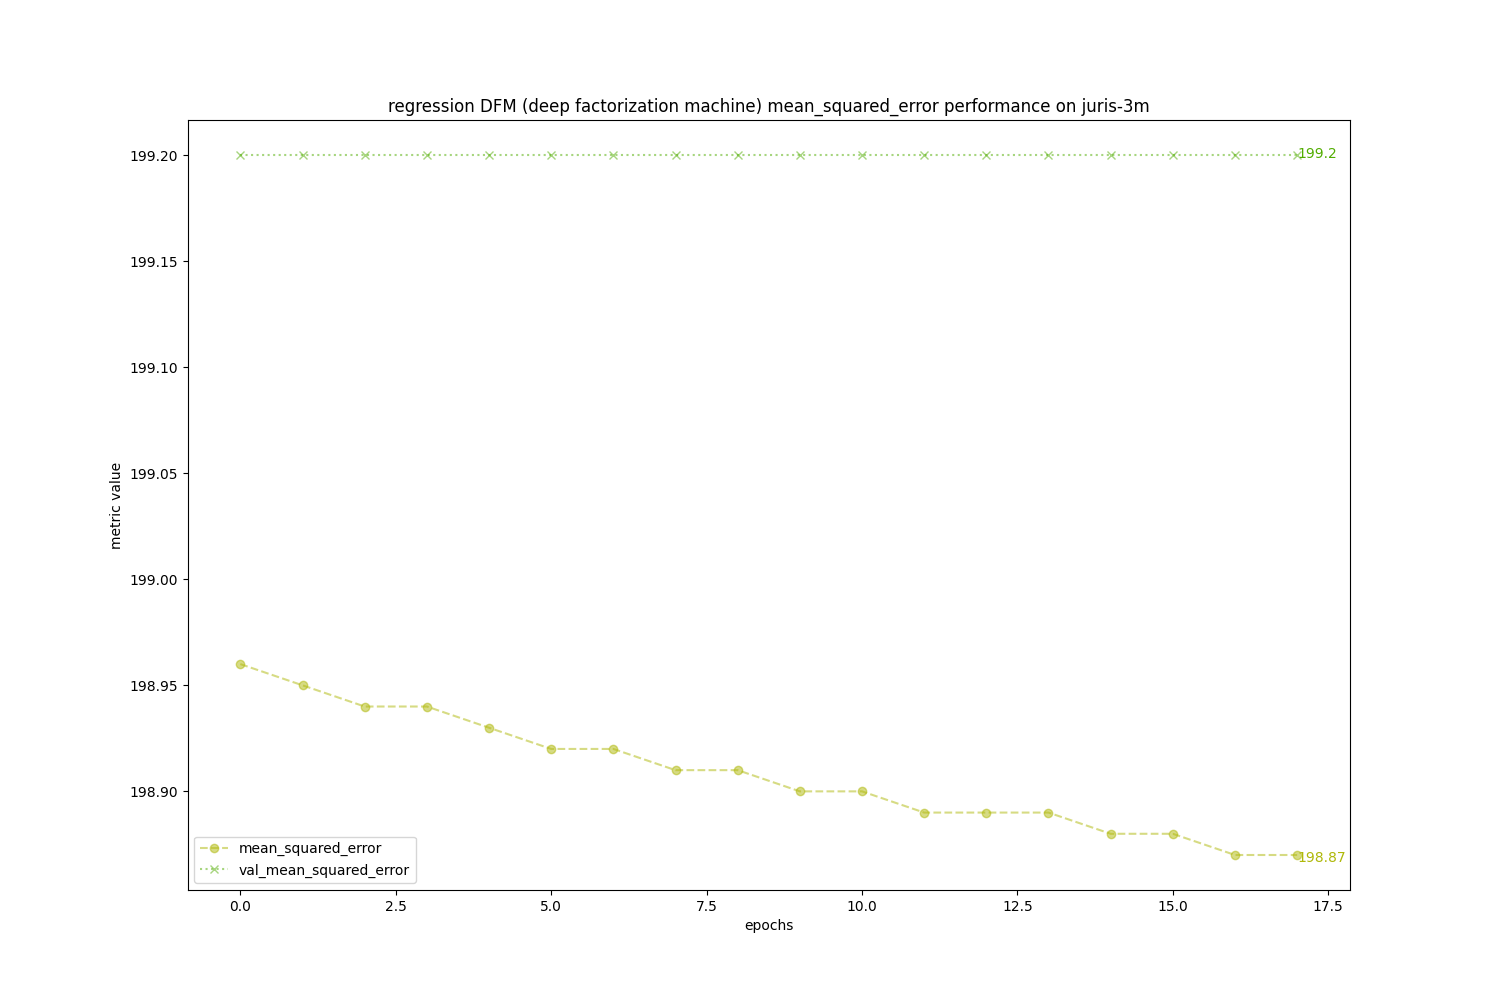 regression DFM (deep factorization machine) mean_squared_error performance on juris-3m
199.20
199.15
199.10
199.05
199.00
198.95
198.90
metric value
199.2
198.87
mean_squared_error
val_mean_squared_error
0.0 2.5 5.0 7.5 10.0 12.5 15.0 17.5
epochs